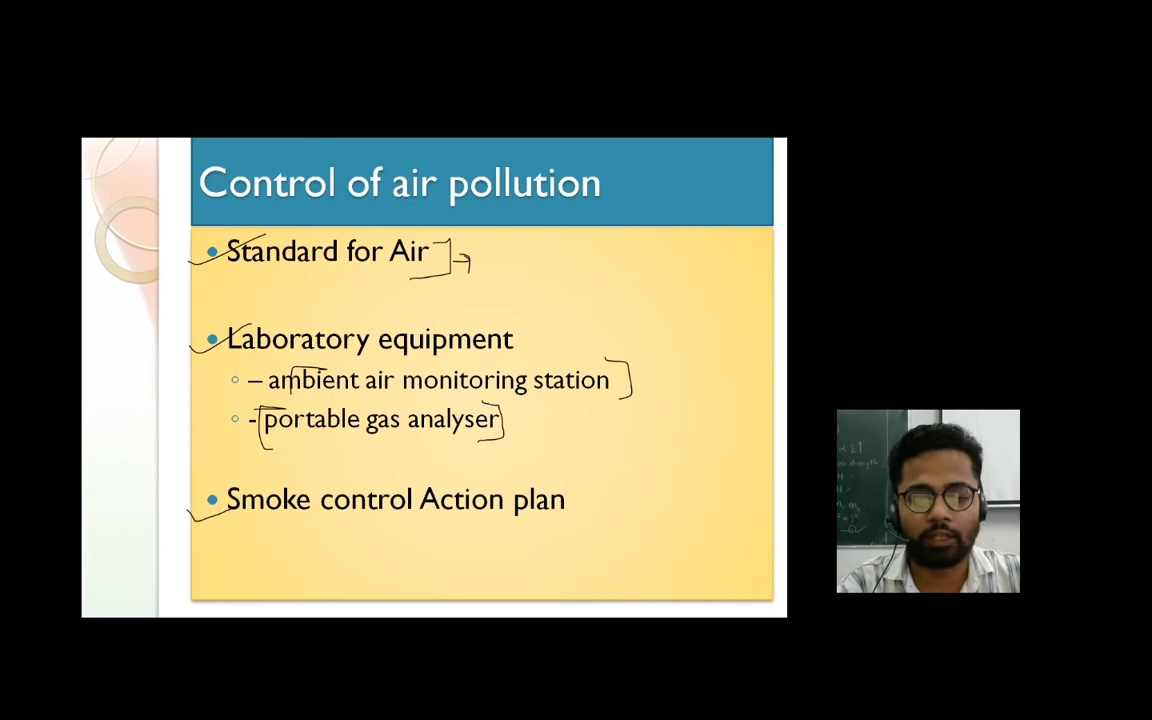 Control of air pollution
Standard for Air
Laboratory equipment
– ambient air monitoring station
- portable gas analyser
Smoke control Action plan